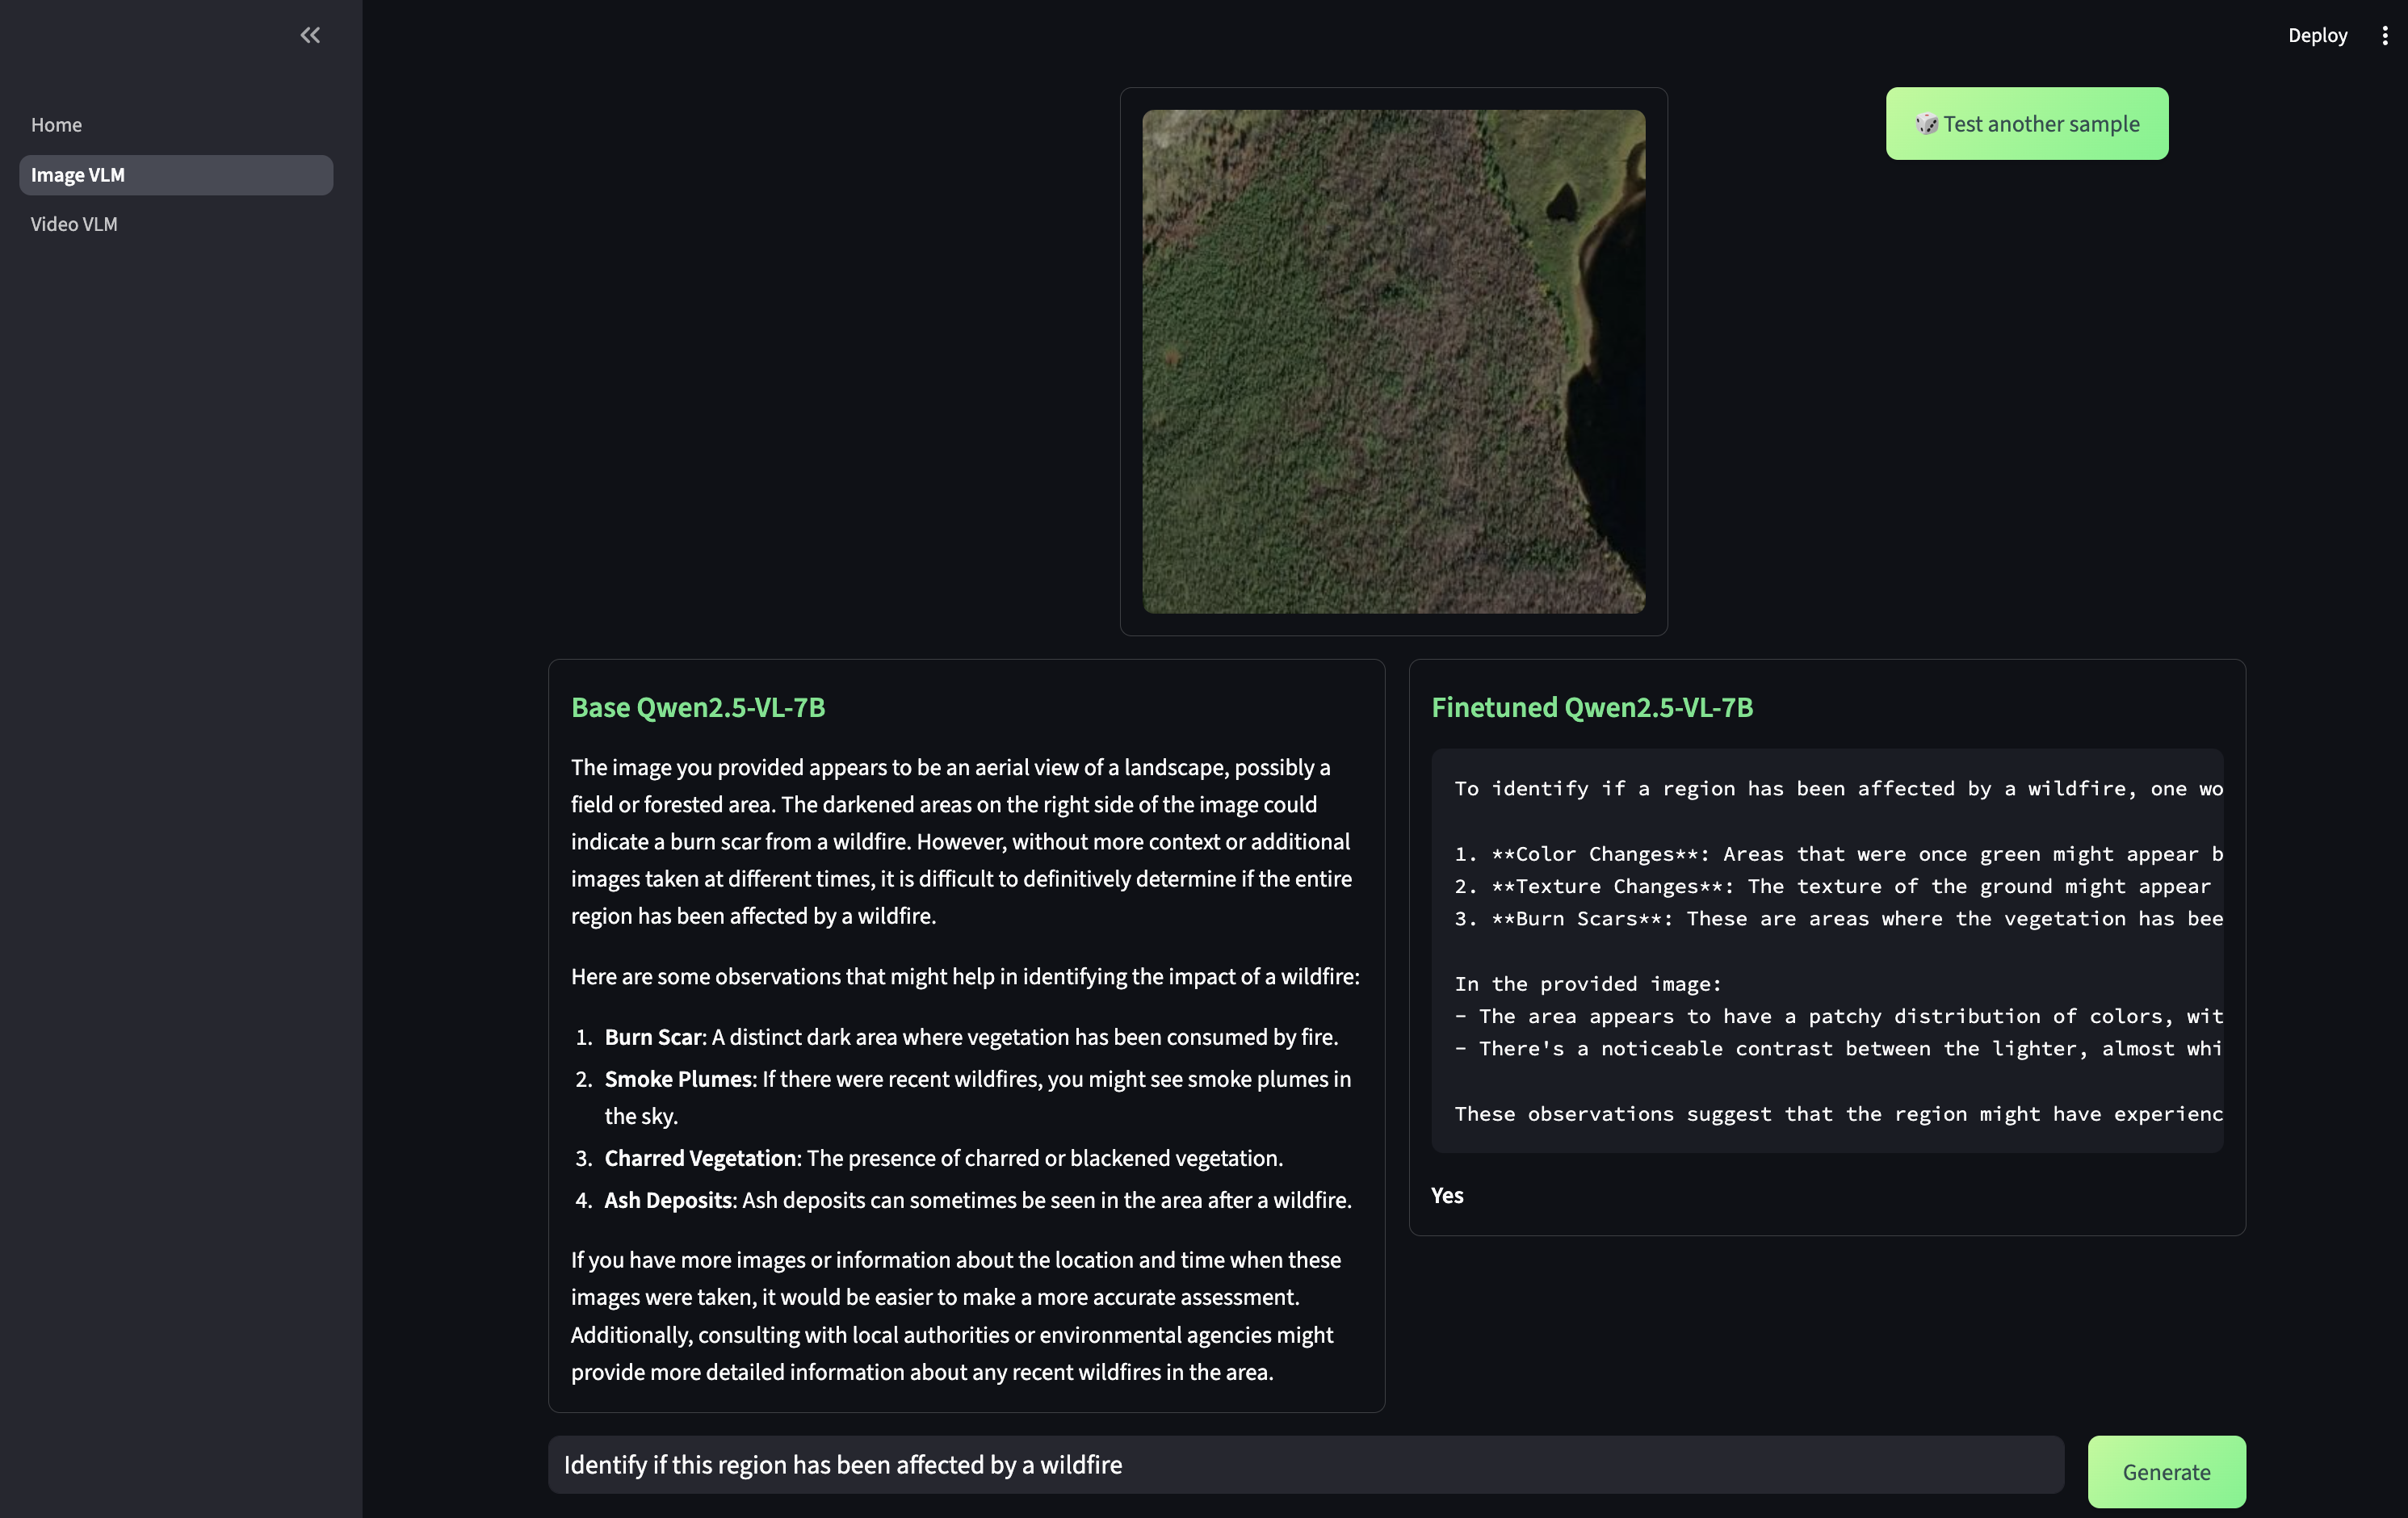 Deploy
Home
Image VLM
Video VLM
Test another sample
Base Qwen2.5-VL-7B
The image you provided appears to be an aerial view of a landscape, possibly a
field or forested area. The darkened areas on the right side of the image could
indicate a burn scar from a wildfire. However, without more context or additional
images taken at different times, it is difficult to definitively determine if the entire
region has been affected by a wildfire.
Here are some observations that might help in identifying the impact of a wildfire:
1. Burn Scar: A distinct dark area where vegetation has been consumed by fire.
2. Smoke Plumes: If there were recent wildfires, you might see smoke plumes in
the sky.
3. Charred Vegetation: The presence of charred or blackened vegetation.
4. Ash Deposits: Ash deposits can sometimes be seen in the area after a wildfire.
If you have more images or information about the location and time when these
images were taken, it would be easier to make a more accurate assessment.
Additionally, consulting with local authorities or environmental agencies might
provide more detailed information about any recent wildfires in the area.
Finetuned Qwen2.5-VL-7B
To identify if a region has been affected by a wildfire, one wo
1. **Color Changes**: Areas that were once green might appear b
2. **Texture Changes**: The texture of the ground might appear
3. **Burn Scars**: These are areas where the vegetation has bee
In the provided image:
- The area appears to have a patchy distribution of colors, wit
- There's a noticeable contrast between the lighter, almost whi
These observations suggest that the region might have experienc
Yes
Identify if this region has been affected by a wildfire
Generate